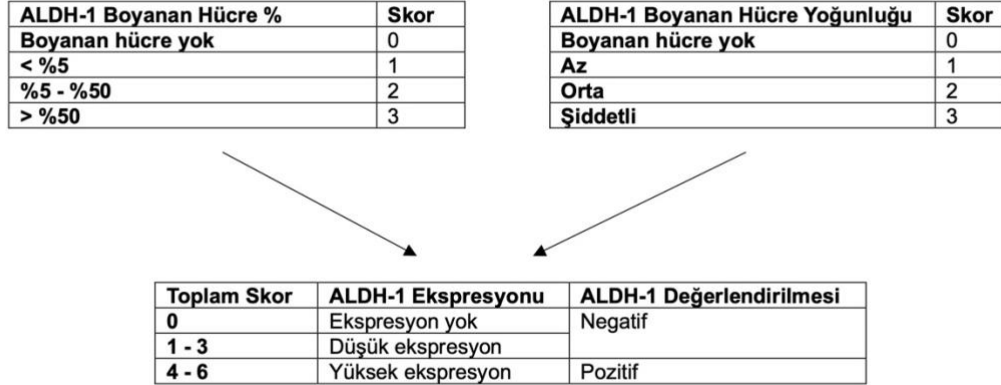 ALDH-1 Boyanan Hücre % Skor
Boyanan hücre yok 0
< %5 1
%5 - %50 2
> %50 3
ALDH-1 Boyanan Hücre Yoğunluğu Skor
Boyanan hücre yok 0
Az 1
Orta 2
Şiddetli 3
Toplam Skor ALDH-1 Ekspresyonu ALDH-1 Değerlendirilmesi
0 Ekspresyon yok Negatif
1 - 3 Düşük ekspresyon
4 - 6 Yüksek ekspresyon Pozitif